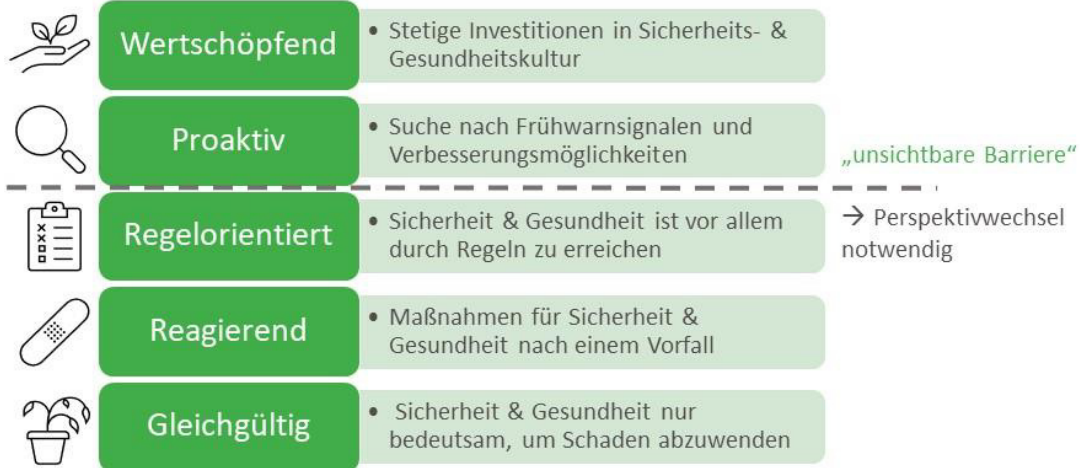 Wertschöpfend
• Stetige Investitionen in Sicherheits- &
Gesundheitskultur
Proaktiv
• Suche nach Frühwarnsignalen und
Verbesserungsmöglichkeiten
„unsichtbare Barriere“
Regelorientiert
• Sicherheit & Gesundheit ist vor allem
durch Regeln zu erreichen
→ Perspektivwechsel
notwendig
Reagierend
• Maßnahmen für Sicherheit &
Gesundheit nach einem Vorfall
Gleichgültig
• Sicherheit & Gesundheit nur
bedeutsam, um Schaden abzuwenden